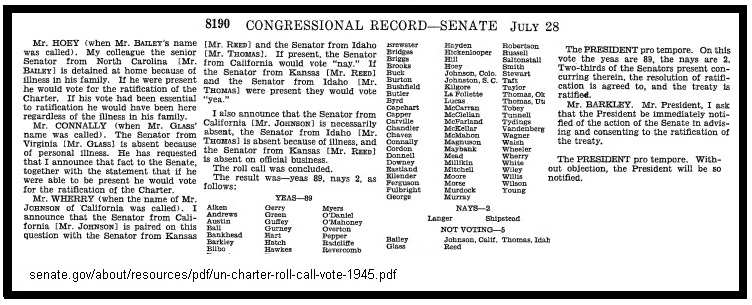 8190 CONGRESSIONAL RECORD—SENATE JULY 28
Mr. HOEY (when Mr. BAILEY'S name
was called). My colleague the senior
Senator from North Carolina [Mr.
BAILEY] is detained at home because of
illness in his family. If he were present
he would vote for the ratification of the
Charter. If his vote had been essential
to ratification he would have been here
regardless of the illness in his family.
Mr. CONNALLY (when Mr. GLASS'
name was called). The Senator from
Virginia [Mr. GLASS] is absent because
of personal illness. He has requested
that I announce that fact to the Senate,
together with the statement that if he
were able to be present he would vote
for the ratification of the Charter.
Mr. WHERRY (when the name of Mr.
JOHNSON of California was called). I
announce that the Senator from Cali-
fornia [Mr. JOHNSON] is paired on this
question with the Senator from Kansas
[Mr. REED] and the Senator from Idaho
[Mr. THOMAS]. If present, the Senator
from California would vote "nay." If
the Senator from Kansas [Mr. REED]
and the Senator from Idaho [Mr.
THOMAS] were present they would vote
"yea."
I also announce that the Senator from
California [Mr. JOHNSON] is necessarily
absent, the Senator from Idaho [Mr.
THOMAS] is absent because of illness, and
the Senator from Kansas [Mr. REED]
is absent on official business.
The roll call was concluded.
The result was—yeas 89, nays 2, as
follows:
YEAS—89
Aiken Gerry Myers
Andrews Green O'Daniel
Austin Guffey O'Mahoney
Ball Gurney Overton
Bankhead Hart Pepper
Barkley Hatch Radcliffe
Bilbo Hawkes Revercomb
Brewster Hayden Robertson
Bridges Hickenlooper Russell
Briggs Hill Saltonstall
Brooks Hoey Smith
Buck Johnson, Colo. Stewart
Burton Johnston, S. C. Taft
Bushfield Kilgore Taylor
Butler La Follette Thomas, Ok
Byrd Lucas Thomas, Ut
Capehart McCarran Tobey
Capper McClellan Tunnell
Carville McFarland Tydings
Chandler McKellar Vandenberg
Chavez McMahon Wagner
Connally Magnuson Walsh
Cordon Maybank Wheeler
Donnell Mead Wherry
Downey Millikin White
Eastland Mitchell Wiley
Ellender Moore Willis
Ferguson Morse Wilson
Fulbright Murdock Young
George Murray
NAYS—2
Langer Shipstead
NOT VOTING—5
Bailey Johnson, Calif. Thomas, Idah
Glass Reed
The PRESIDENT pro tempore. On this
vote the yeas are 89, the nays are 2.
Two-thirds of the Senators present con-
curring therein, the resolution of ratifi-
cation is agreed to, and the treaty is
ratified.
Mr. BARKLEY. Mr. President, I ask
that the President be immediately noti-
fied of the action of the Senate in advis-
ing and consenting to the ratification of
the treaty.
The PRESIDENT pro tempore. With-
out objection, the President will be so
notified.
senate.gov/about/resources/pdf/un-charter-roll-call-vote-1945.pdf